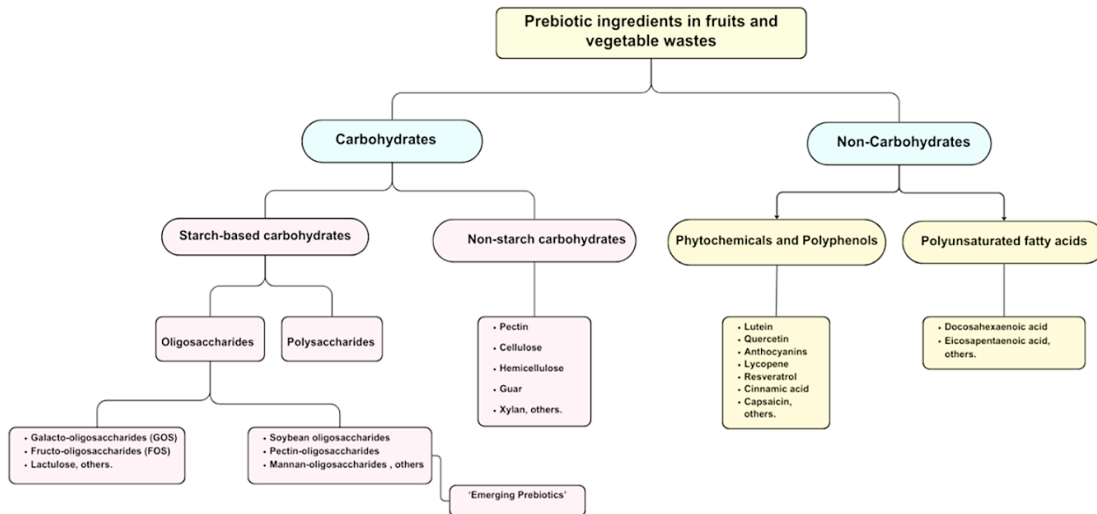 Prebiotic ingredients in fruits and
vegetable wastes
Carbohydrates
Non-Carbohydrates
Starch-based carbohydrates
Non-starch carbohydrates
Phytochemicals and Polyphenols
Polyunsaturated fatty acids
Oligosaccharides
Polysaccharides
• Pectin
• Cellulose
• Hemicellulose
• Guar
• Xylan, others.
• Lutein
• Quercetin
• Anthocyanins
• Lycopene
• Resveratrol
• Cinnamic acid
• Capsaicin,
others.
• Docosahexaenoic acid
• Eicosapentaenoic acid,
others.
• Galacto-oligosaccharides (GOS)
• Fructo-oligosaccharides (FOS)
• Lactulose, others.
• Soybean oligosaccharides
• Pectin-oligosaccharides
• Mannan-oligosaccharides , others
‘Emerging Prebiotics’